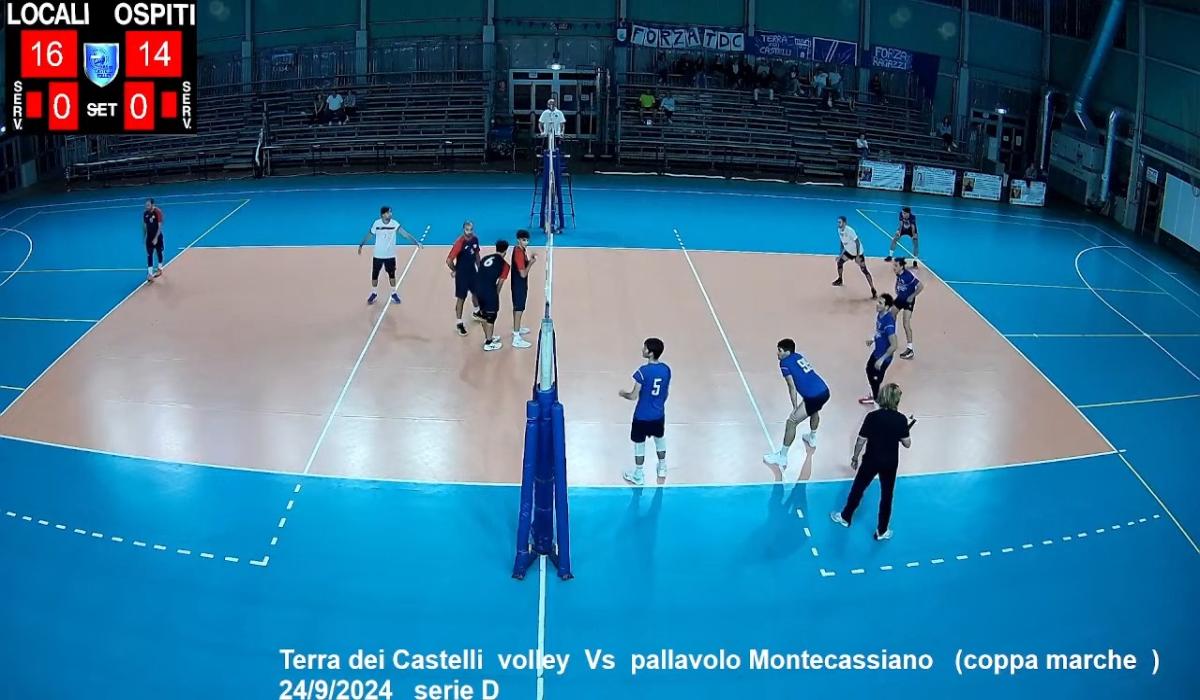 LOCALI OSPITI
16 14
SERV. 0 SET 0 SERV.
FORZA TDC
TERRA
CASTELLI
FORZA
RAGAZZI
6
5
Terra dei Castelli volley Vs pallavolo Montecassiano (coppa marche )
24/9/2024 serie D